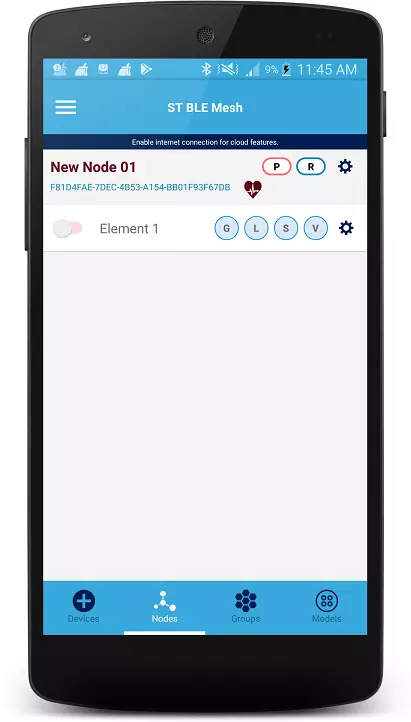 9% 11:45 AM
ST BLE Mesh
Enable internet connection for cloud features.
New Node 01 P R
F81D4FAE-7DEC-4B53-A154-BB01F93F67DB
Element 1 G L S V
Devices Nodes Groups Models